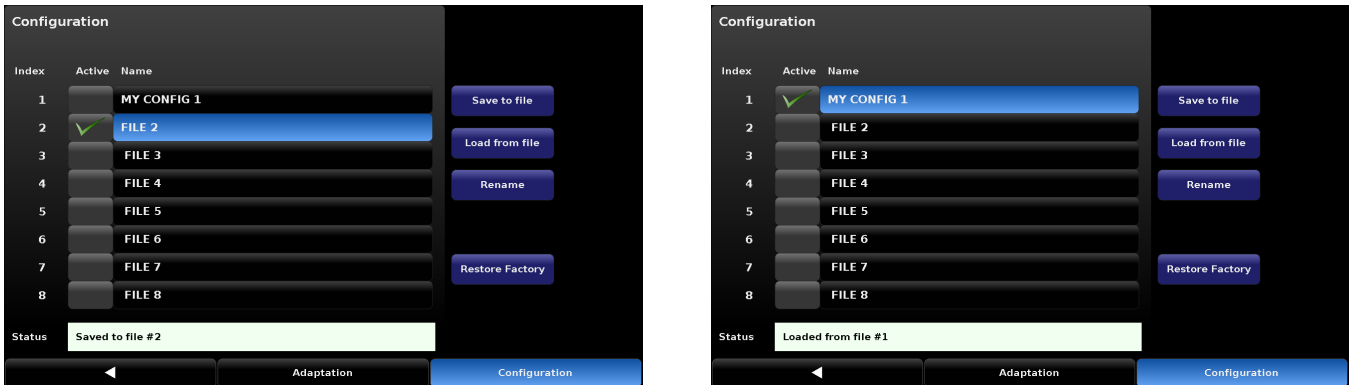 Configuration
Index Active Name
1 MY CONFIG 1 Save to file
2 FILE 2
3 FILE 3 Load from file
4 FILE 4 Rename
5 FILE 5
6 FILE 6
7 FILE 7 Restore Factory
8 FILE 8
Status Saved to file #2
Adaptation Configuration
Configuration
Index Active Name
1 MY CONFIG 1 Save to file
2 FILE 2
3 FILE 3 Load from file
4 FILE 4 Rename
5 FILE 5
6 FILE 6
7 FILE 7 Restore Factory
8 FILE 8
Status Loaded from file #1
Adaptation Configuration